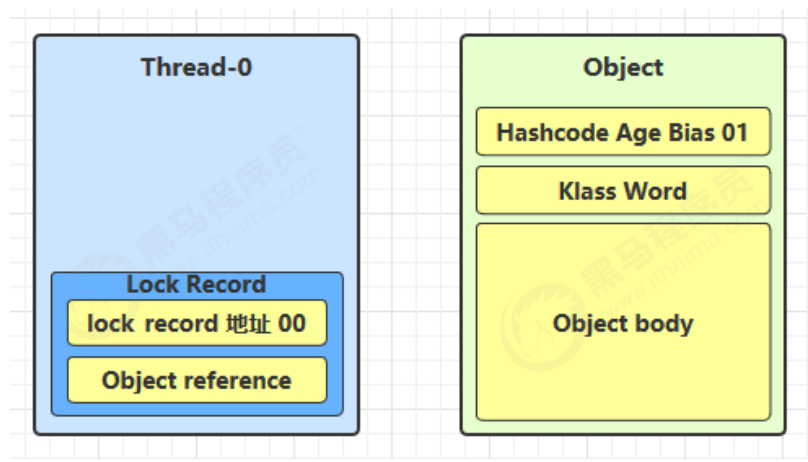 Thread-0
Lock Record
lock record 地址 00
Object reference
Object
Hashcode Age Bias 01
Klass Word
Object body
黑马程序员
www.itheima.com
黑马程序员
www.itheima.com